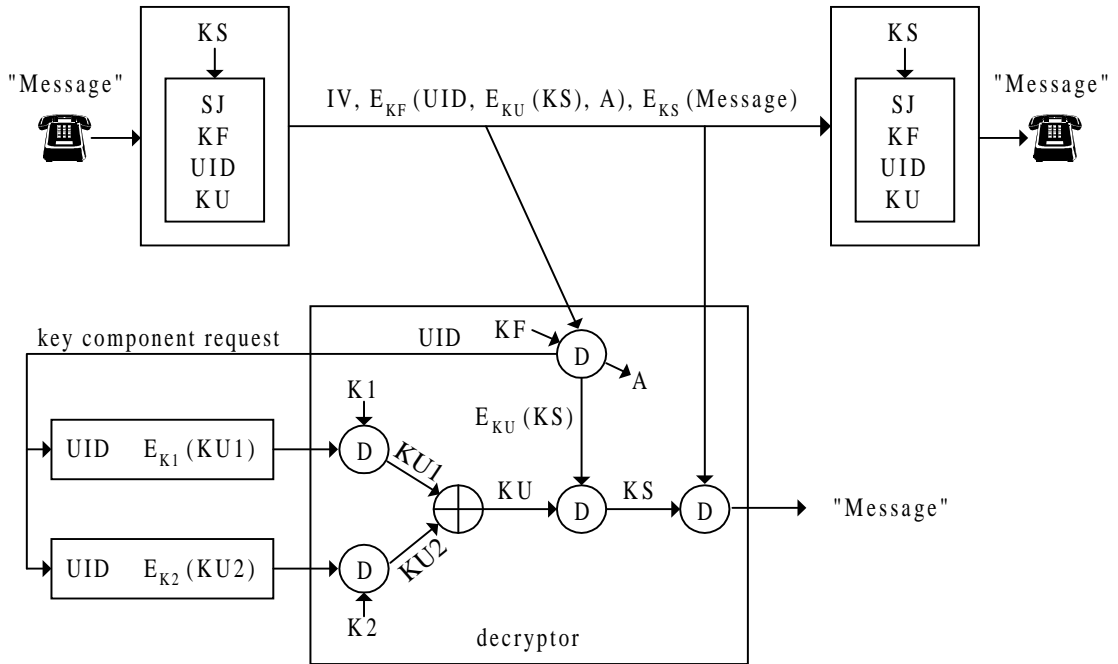 KS
"Message"
SJ
KF
UID
KU
IV, E_KF (UID, E_KU (KS), A), E_KS (Message)
KS
"Message"
SJ
KF
UID
KU
key component request
UID
KF
D
A
K1
E_KU (KS)
UID E_K1 (KU1)
D
KU1
KU
D
KS
D
"Message"
KU2
UID E_K2 (KU2)
D
K2
decryptor